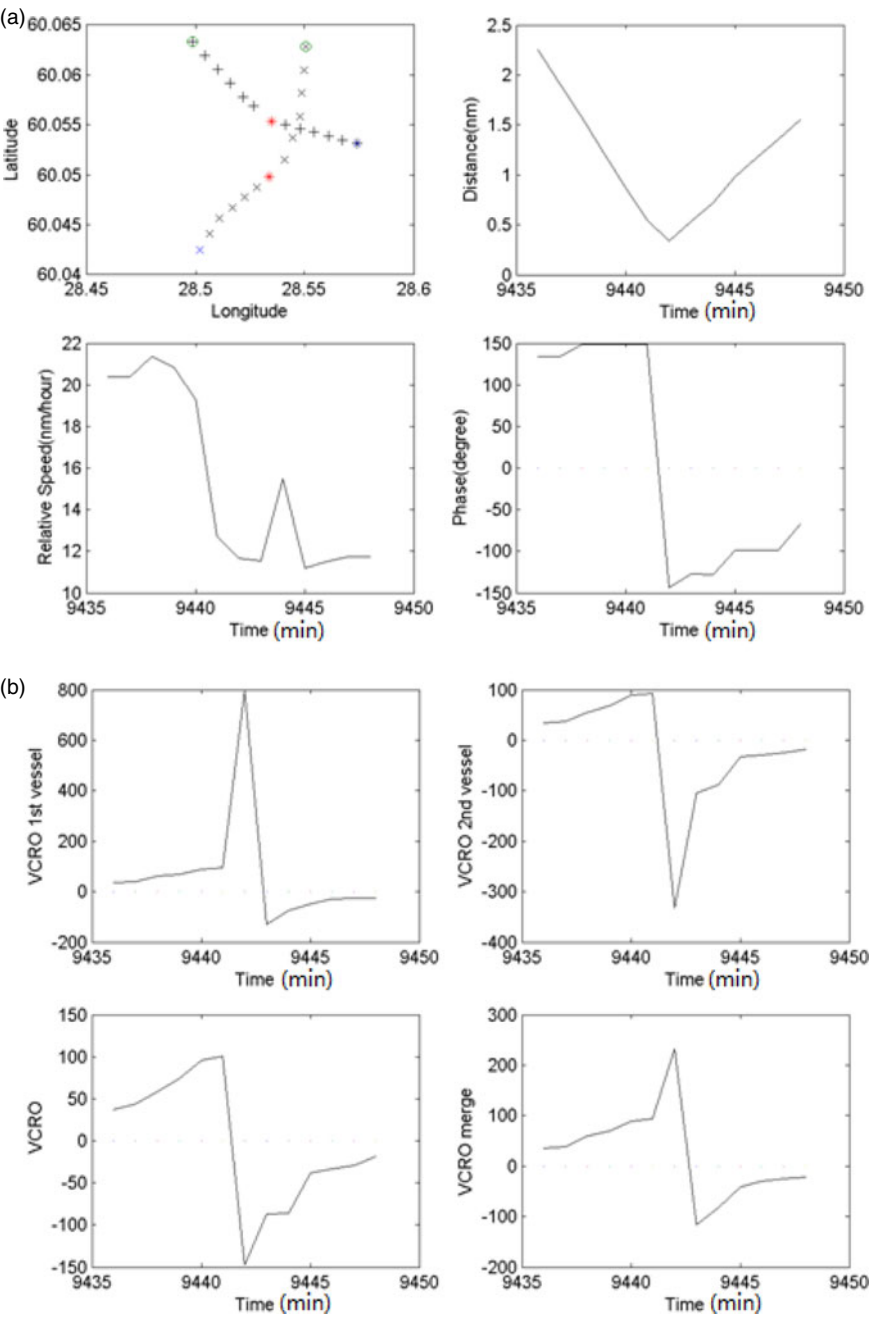 (a)
60.065
60.06
60.055
60.05
60.045
60.04
Latitude
28.45 28.5 28.55 28.6
Longitude
2.5
2
1.5
1
0.5
0
Distance(nm)
9435 9440 9445 9450
Time (min)
22
20
18
16
14
12
10
Relative Speed(nm/hour)
9435 9440 9445 9450
Time (min)
150
100
50
0
-50
-100
-150
Phase(degree)
9435 9440 9445 9450
Time (min)
(b)
800
600
400
200
0
-200
VCRO 1st vessel
9435 9440 9445 9450
Time (min)
100
0
-100
-200
-300
-400
VCRO 2nd vessel
9435 9440 9445 9450
Time (min)
150
100
50
0
-50
-100
-150
VCRO
9435 9440 9445 9450
Time (min)
300
200
100
0
-100
-200
VCRO merge
9435 9440 9445 9450
Time (min)